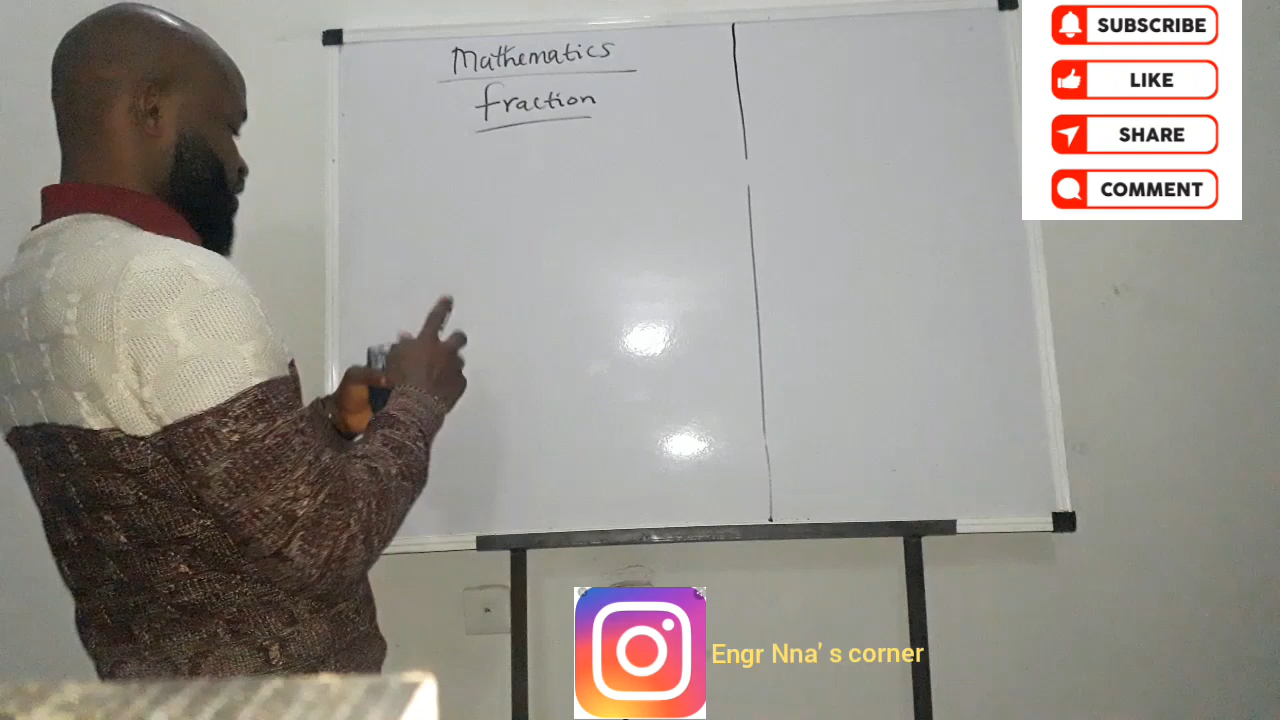 Mathematics
fraction
SUBSCRIBE
LIKE
SHARE
COMMENT
Engr Nna' s corner